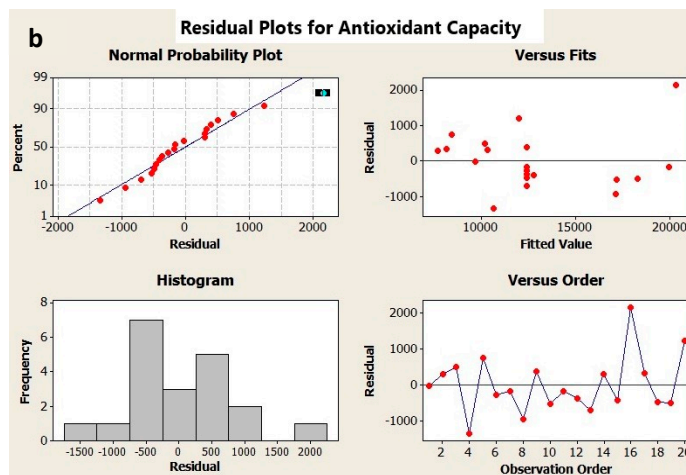 b
Residual Plots for Antioxidant Capacity
Normal Probability Plot
99
90
50
10
1
Percent
-2000 -1000 0 1000 2000
Residual
Versus Fits
2000
1000
0
-1000
Residual
10000 15000 20000
Fitted Value
Histogram
8
6
4
2
0
Frequency
-1500 -1000 -500 0 500 1000 1500 2000
Residual
Versus Order
2000
1000
0
-1000
Residual
2 4 6 8 10 12 14 16 18 20
Observation Order